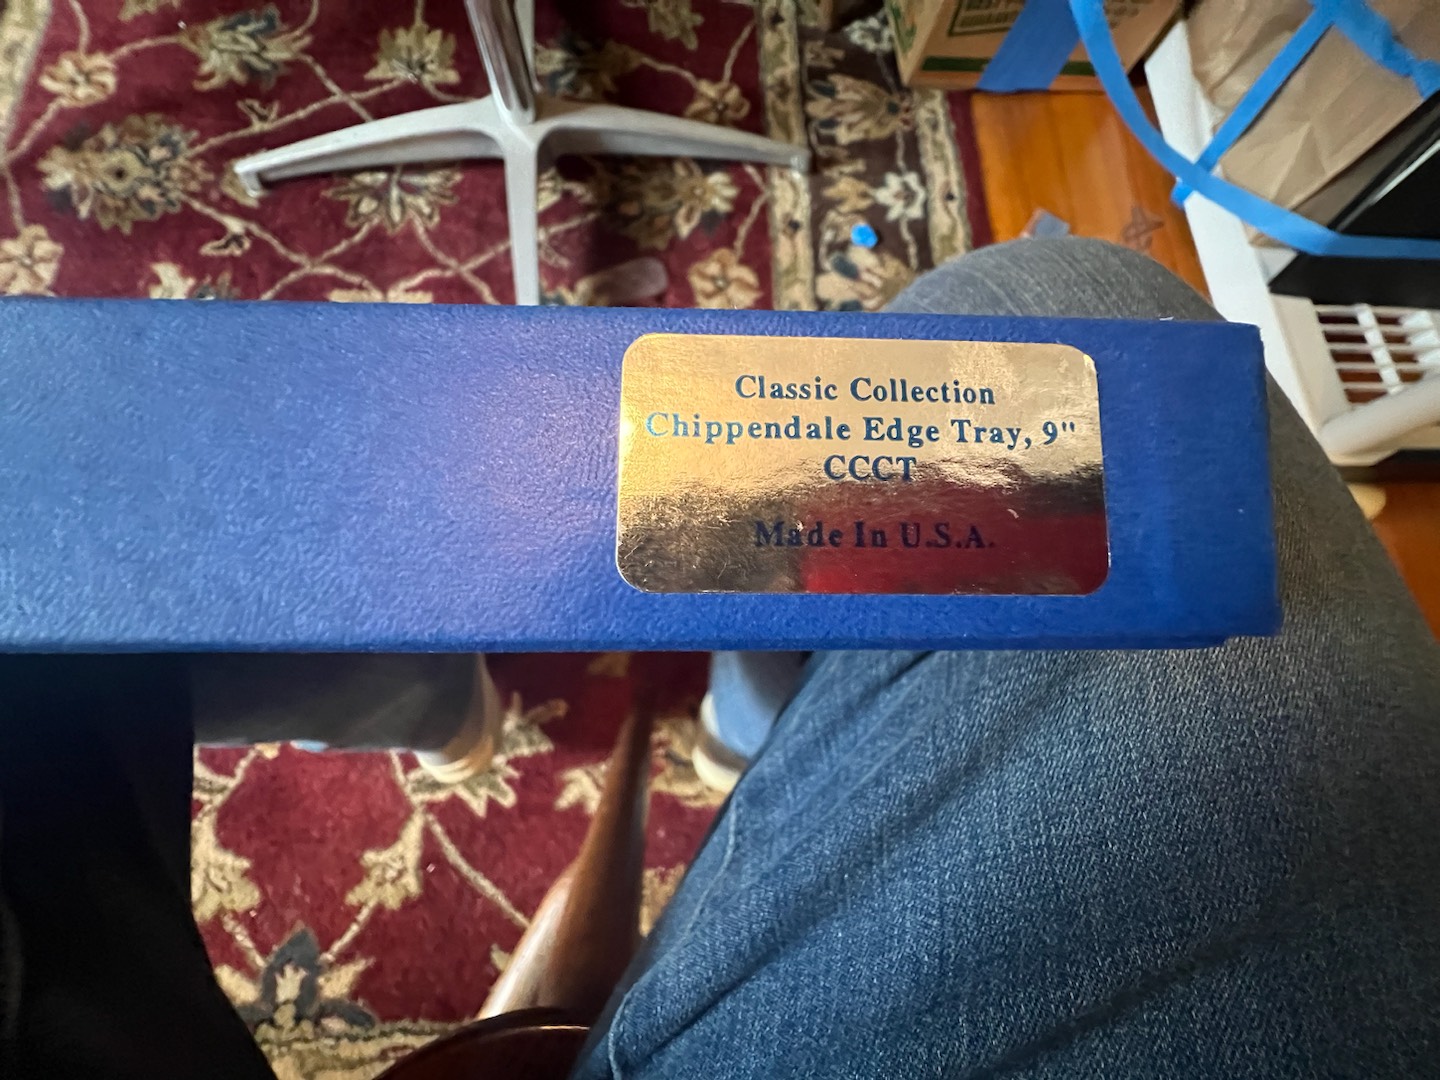 Classic Collection
Chippendale Edge Tray, 9"
CCCT
Made In U.S.A.